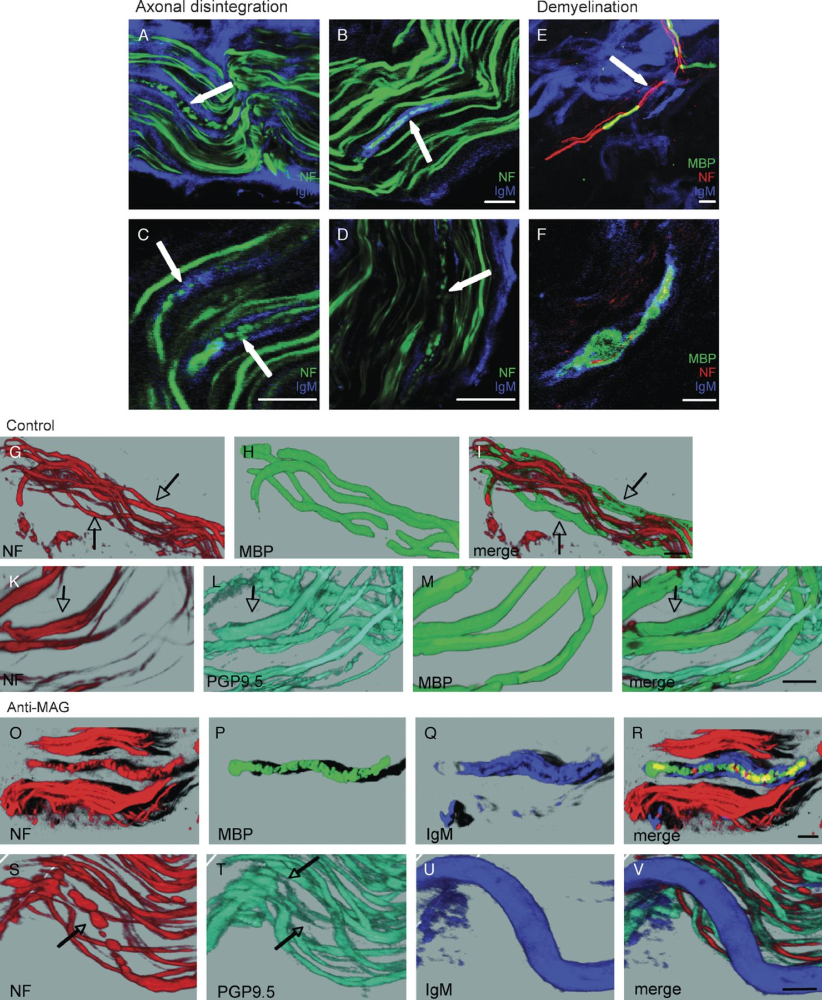 Axonal disintegration
Demyelination
A
NF
IgM
B
NF
IgM
E
MBP
NF
IgM
C
NF
IgM
D
NF
IgM
F
MBP
NF
IgM
Control
G
NF
H
MBP
I
merge
K
NF
L
PGP9.5
M
MBP
N
merge
Anti-MAG
O
NF
P
MBP
Q
IgM
R
merge
S
NF
T
PGP9.5
U
IgM
V
merge